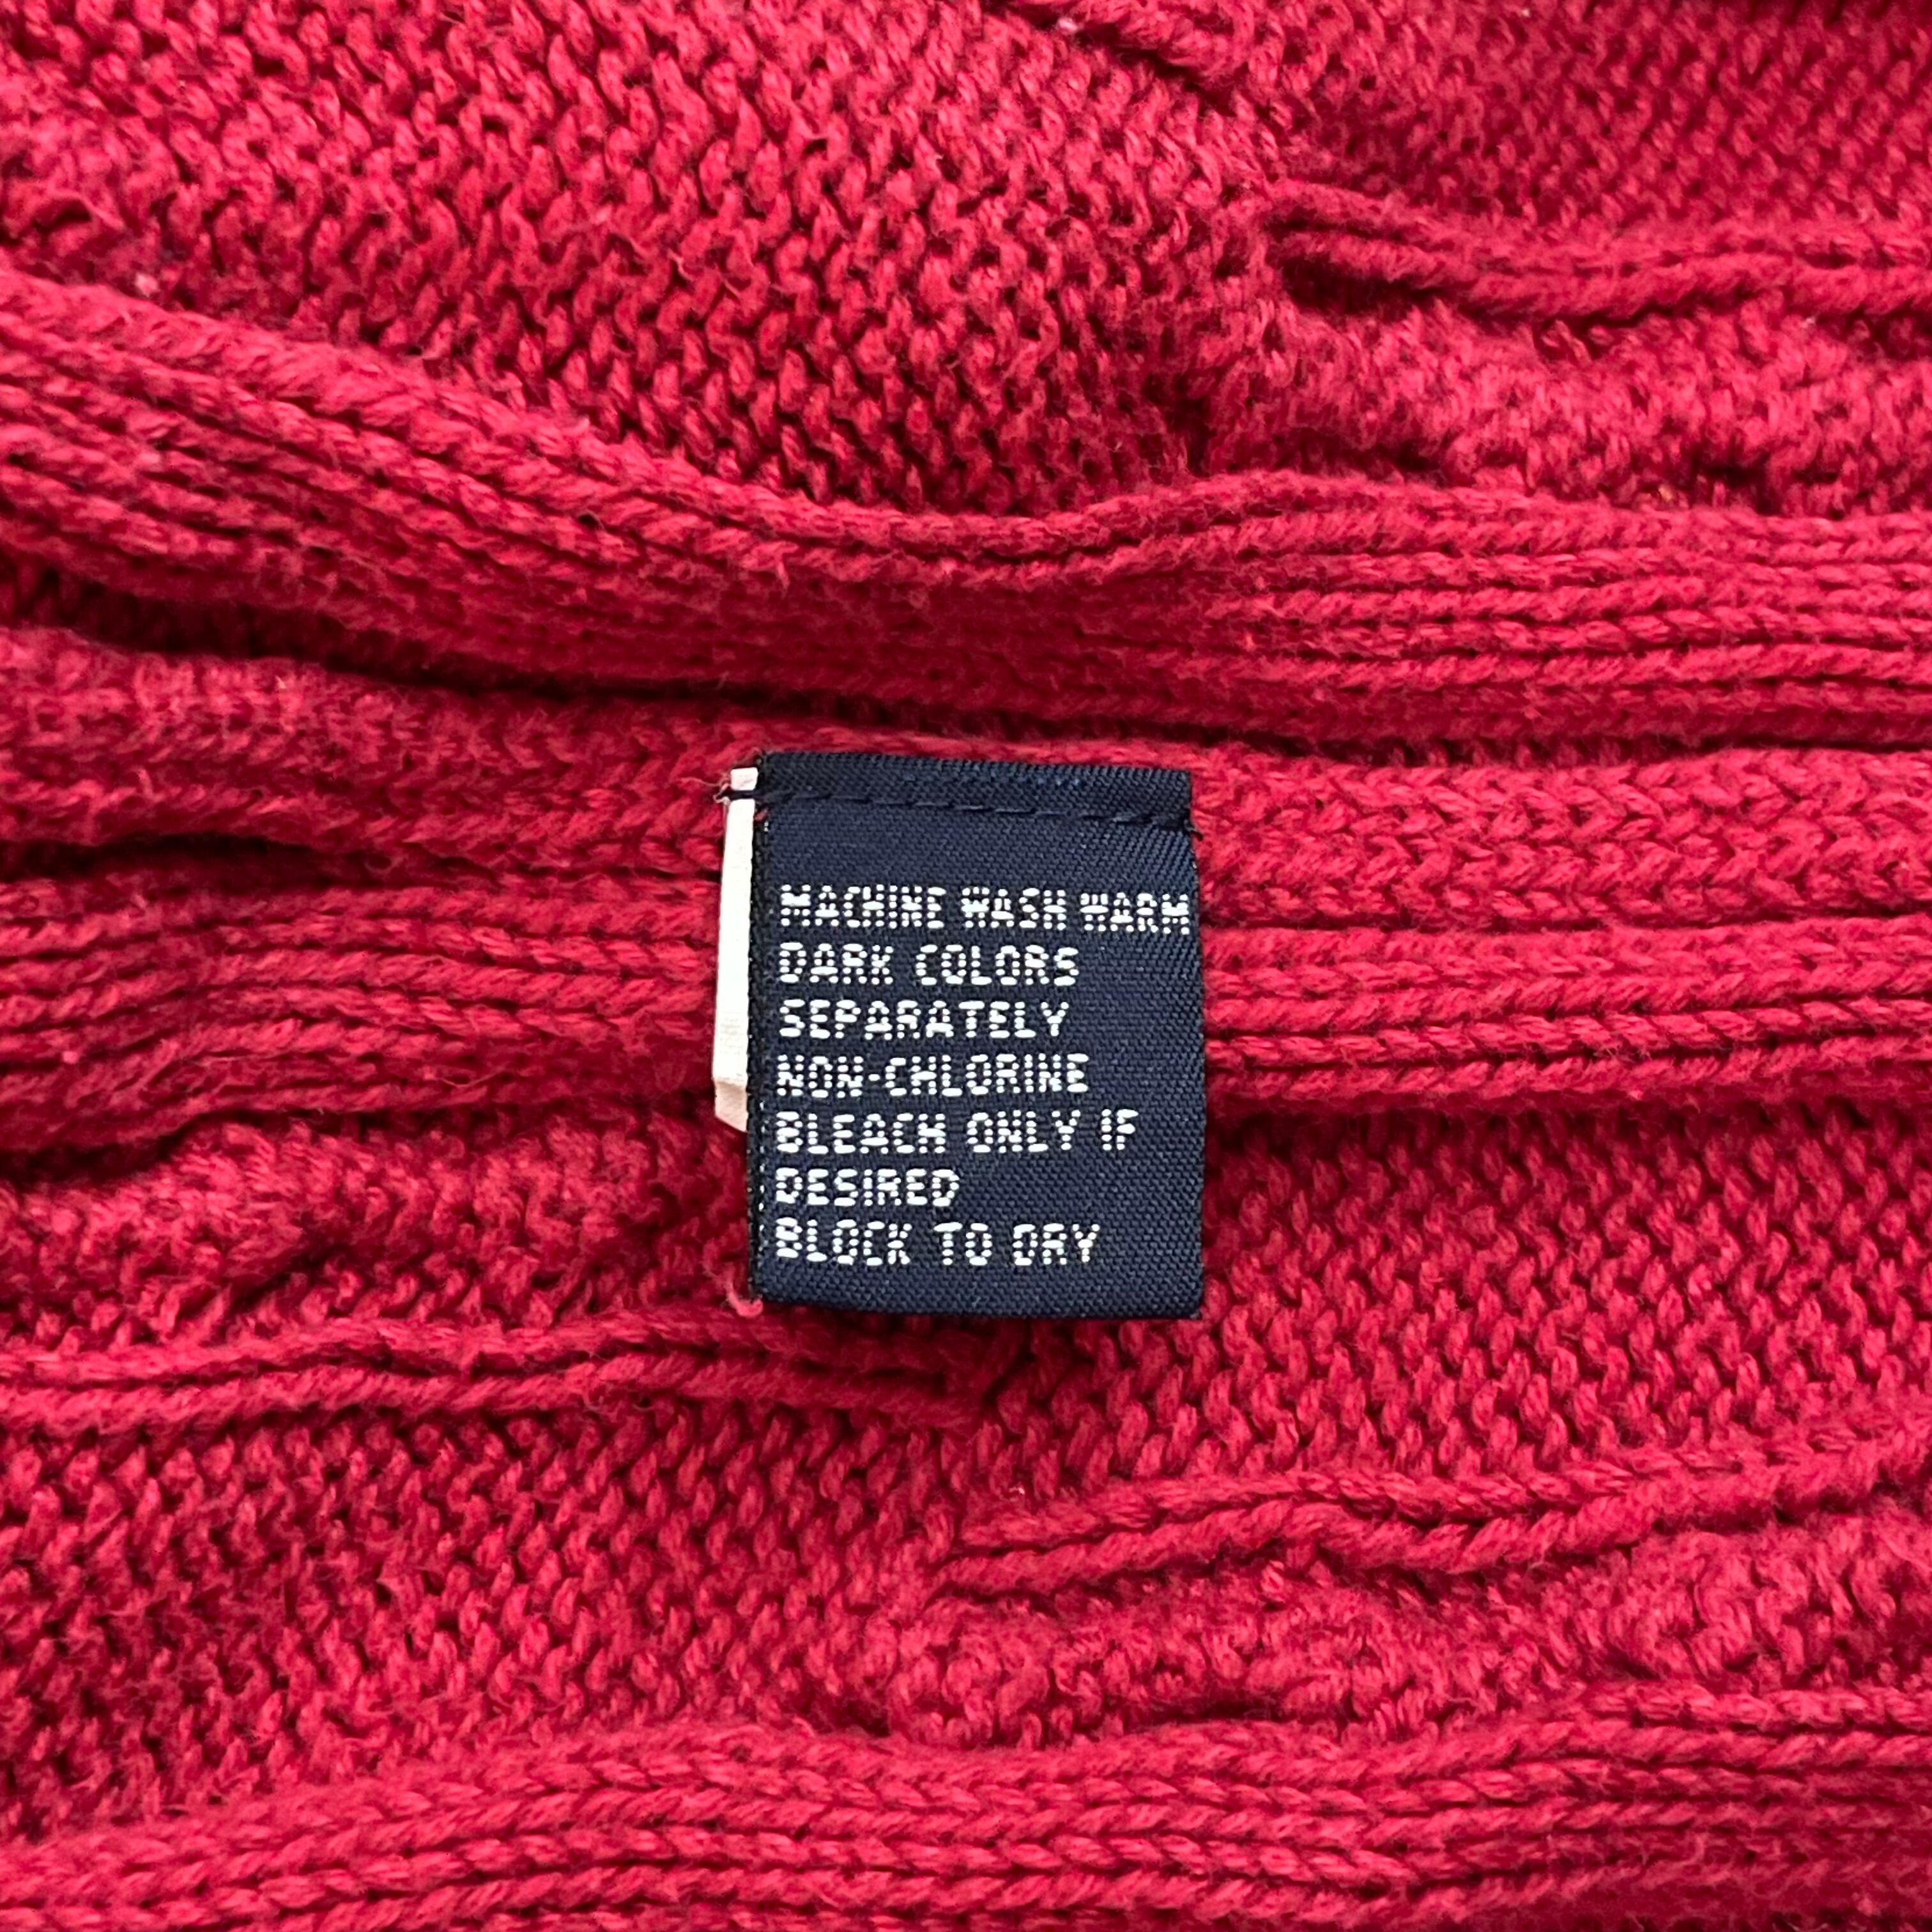 MACHINE WASH WARM
DARK COLORS
SEPARATELY
NON-CHLORINE
BLEACH ONLY IF
DESIRED
BLOCK TO DRY